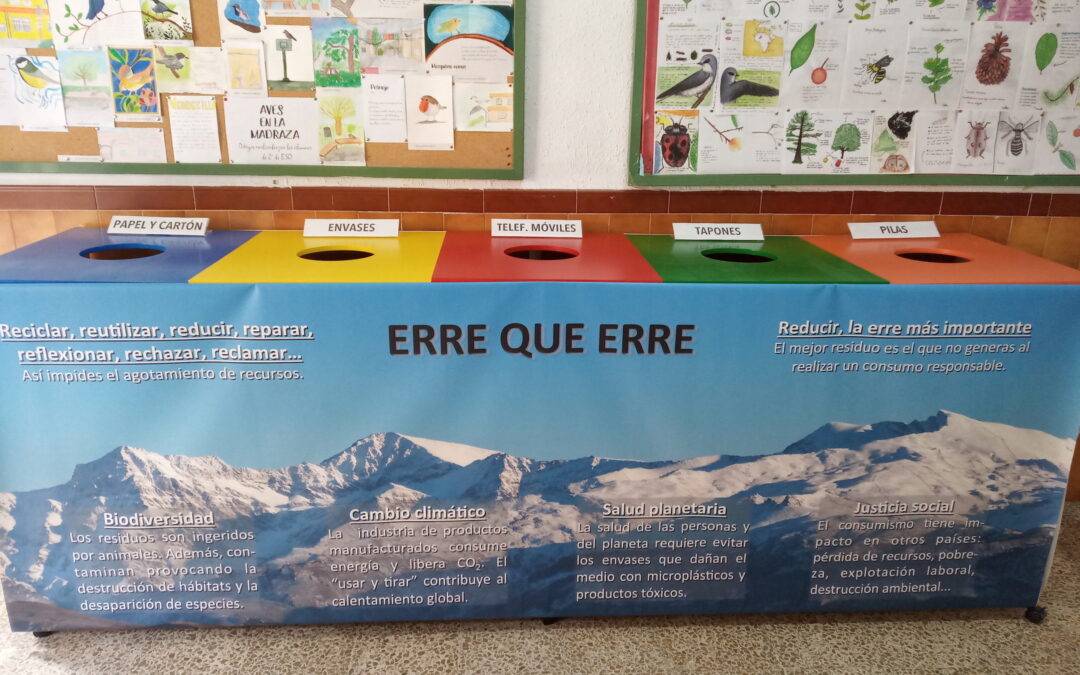 AVES
EN LA
MADRAZA
PAPEL Y CARTÓN
ENVASES
TELEF. MÓVILES
TAPONES
PILAS
Reciclar, reutilizar, reducir, reparar,
reflexionar, rechazar, reclamar...
Así impides el agotamiento de recursos.
ERRE QUE ERRE
Reducir, la erre más importante
El mejor residuo es el que no generas al
realizar un consumo responsable.
Biodiversidad
Los residuos son ingeridos
por animales. Además, con-
taminan provocando la
destrucción de hábitats y la
desaparición de especies.
Cambio climático
La industria de productos
manufacturados consume
energía y libera CO₂. El
“usar y tirar” contribuye al
calentamiento global.
Salud planetaria
La salud de las personas y
del planeta requiere evitar
los envases que dañan el
medio con microplásticos y
productos tóxicos.
Justicia social
El consumismo tiene im-
pacto en otros países:
pérdida de recursos, pobre-
za, explotación laboral,
destrucción ambiental...